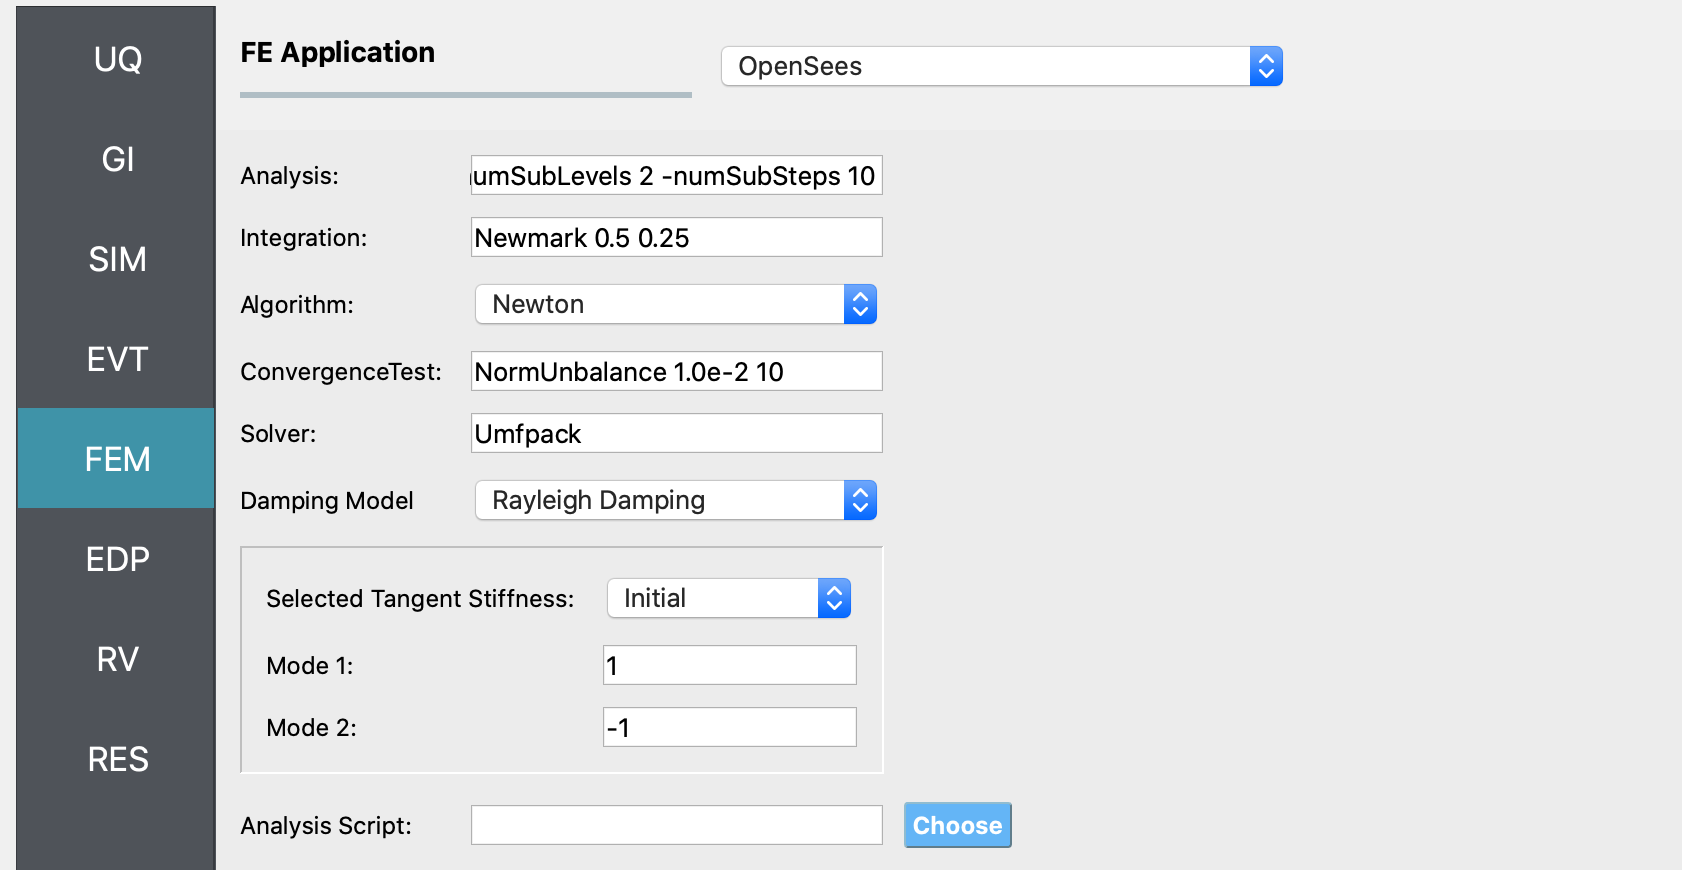 UQ
GI
SIM
EVT
FEM
EDP
RV
RES
FE Application
OpenSees
Analysis:
-numSubSteps 10
Integration:
Newmark 0.5 0.25
Algorithm:
Newton
ConvergenceTest:
NormUnbalance 1.0e-2 10
Solver:
Umfpack
Damping Model
Rayleigh Damping
Selected Tangent Stiffness:
Initial
Mode 1:
1
Mode 2:
-1
Analysis Script:
Choose